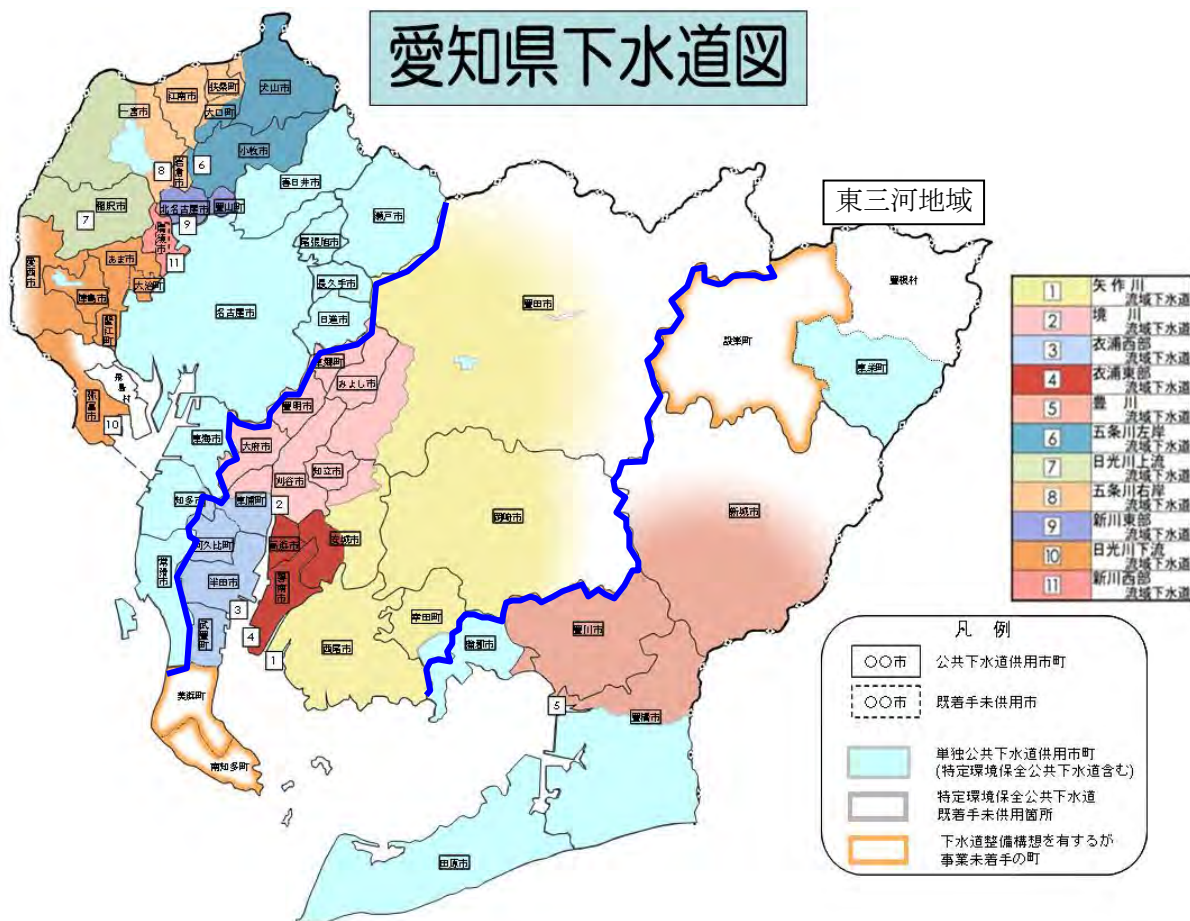 愛知県下水道図
東三河地域
犬山市
扶桑町
江南市
大口町
一宮市
小牧市
岩倉市
8
6
春日井市
瀬戸市
稲沢市
7
北名古屋市
豊山町
9
清須市
11
尾張旭市
あま市
愛西市
大治町
津島市
蟹江町
長久手市
名古屋市
日進市
豊田市
豊根村
設楽町
東栄町
東郷町
みよし市
飛島村
弥富市
10
豊明市
東海市
大府市
知立市
刈谷市
知多市
東浦町
2
岡崎市
新城市
阿久比町
高浜市
安城市
常滑市
半田市
碧南市
3
武豊町
4
幸田町
1
西尾市
蒲郡市
豊川市
美浜町
5
豊橋市
南知多町
田原市
1 矢作川 流域下水道
2 境川 流域下水道
3 衣浦西部 流域下水道
4 衣浦東部 流域下水道
5 豊川 流域下水道
6 五条川左岸 流域下水道
7 日光川上流 流域下水道
8 五条川右岸 流域下水道
9 新川東部 流域下水道
10 日光川下流 流域下水道
11 新川西部 流域下水道
凡 例
○○市 公共下水道供用市町
○○市 既着手未供用市
単独公共下水道供用市町
(特定環境保全公共下水道含む)
特定環境保全公共下水道
既着手未供用箇所
下水道整備構想を有するが
事業未着手の町